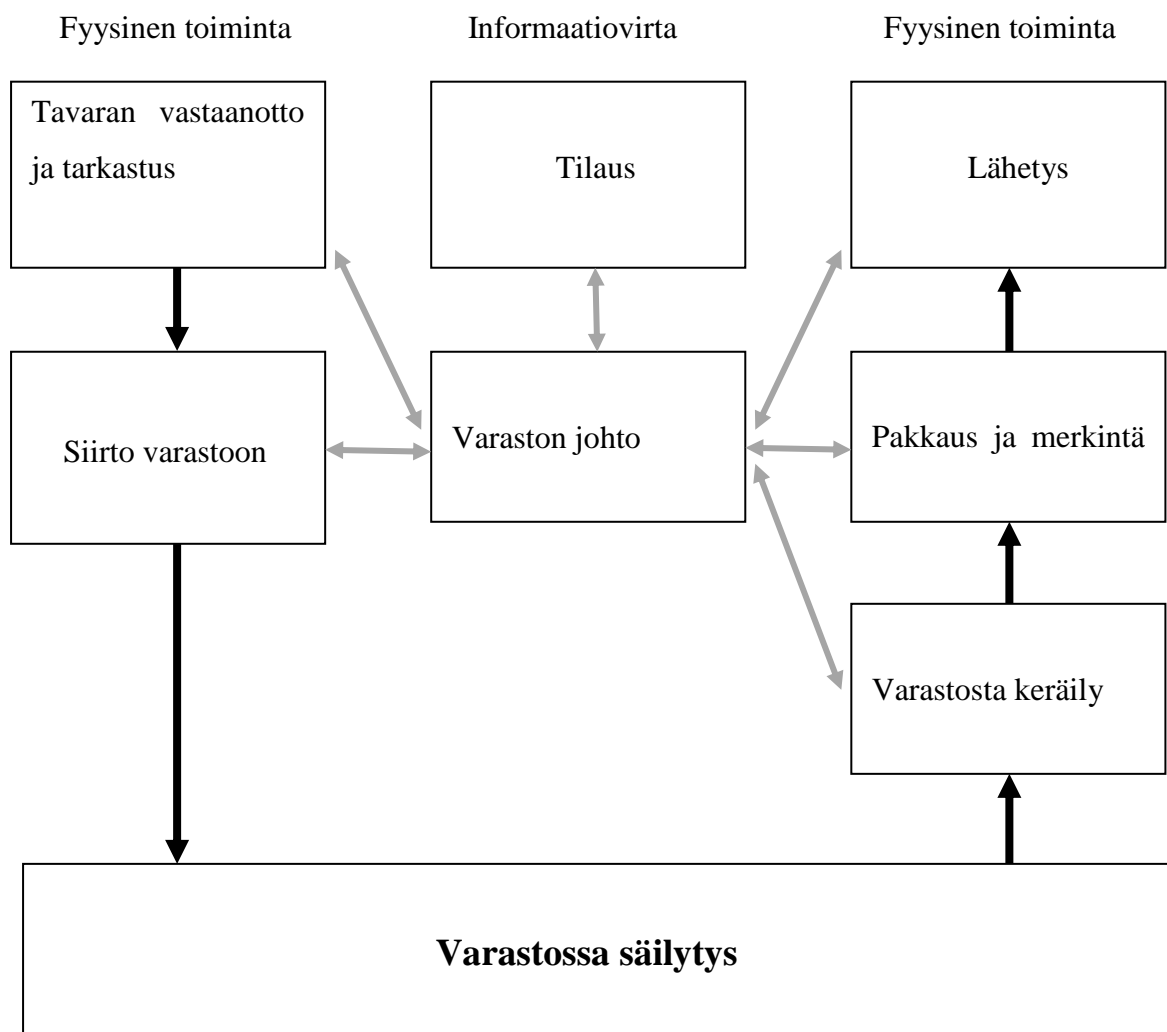 Fyysinen toiminta
Informaatiovirta
Fyysinen toiminta
Tavaran vastaanotto
ja tarkastus
Tilaus
Lähetys
Siirto varastoon
Varaston johto
Pakkaus ja merkintä
Varastosta keräily
Varastossa säilytys